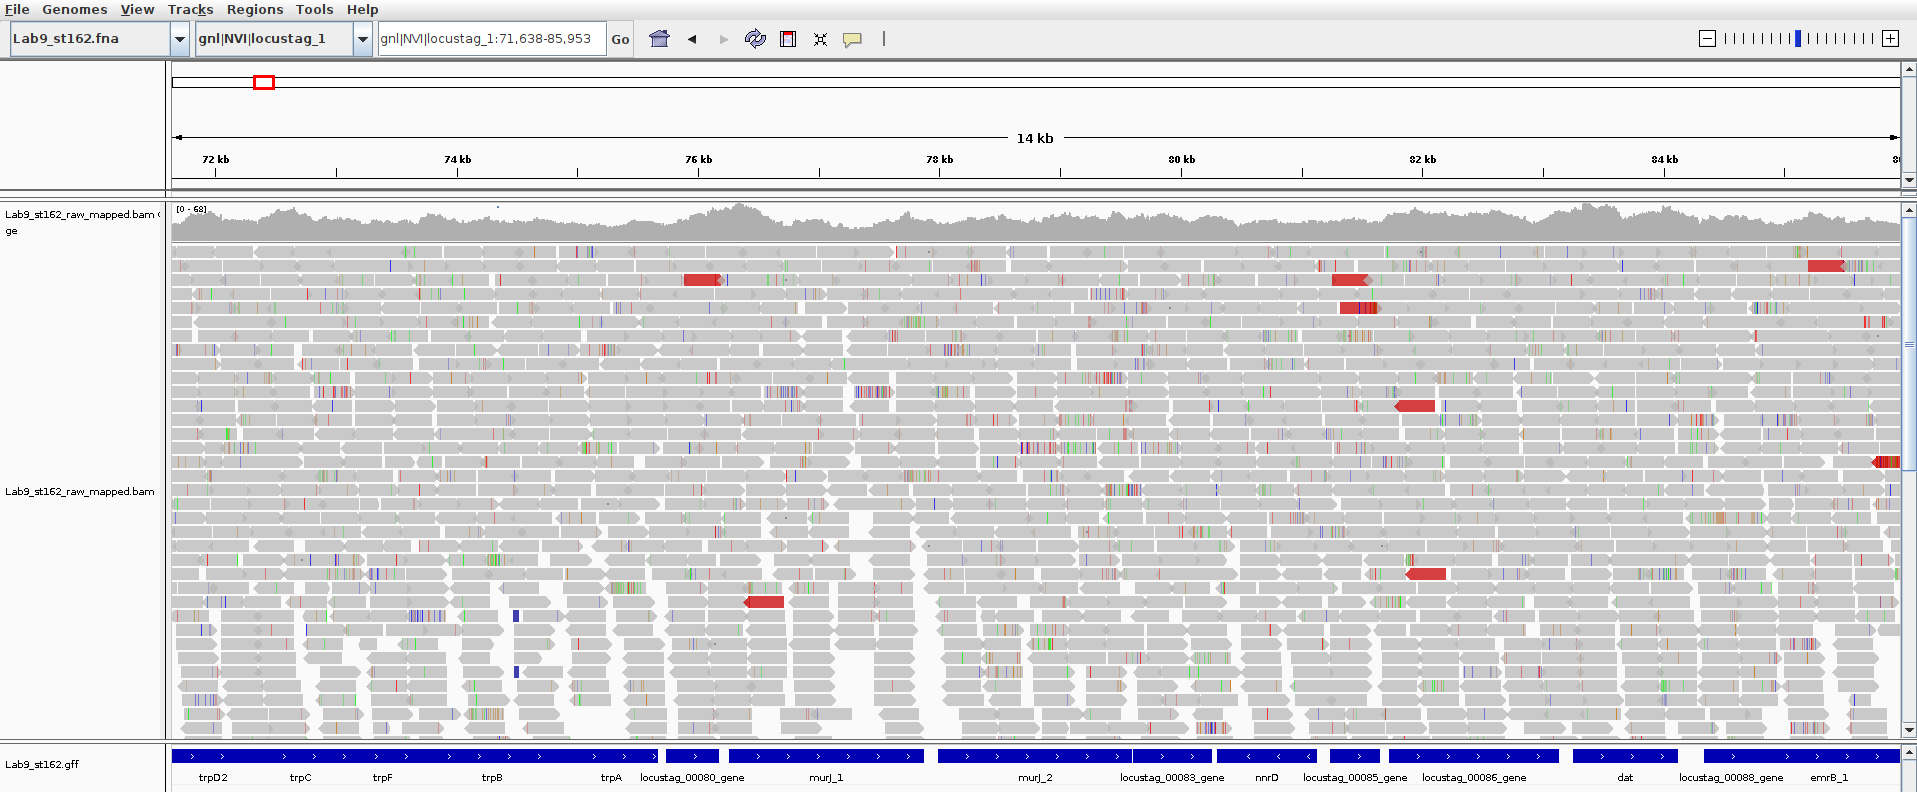 File Genomes View Tracks Regions Tools Help
Lab9_st162.fna gnl|NVI|locustag_1 gnl|NVI|locustag_1:71,638-85,953 Go
14 kb
72 kb 74 kb 76 kb 78 kb 80 kb 82 kb 84 kb
Lab9_st162_raw_mapped.bam
ge
[0 - 68]
Lab9_st162_raw_mapped.bam
Lab9_st162.gff
trpD2 trpC trpF trpB trpA locustag_00080_gene murJ_1 murJ_2 locustag_00083_gene nnrD locustag_00085_gene locustag_00086_gene dat locustag_00088_gene emrB_1